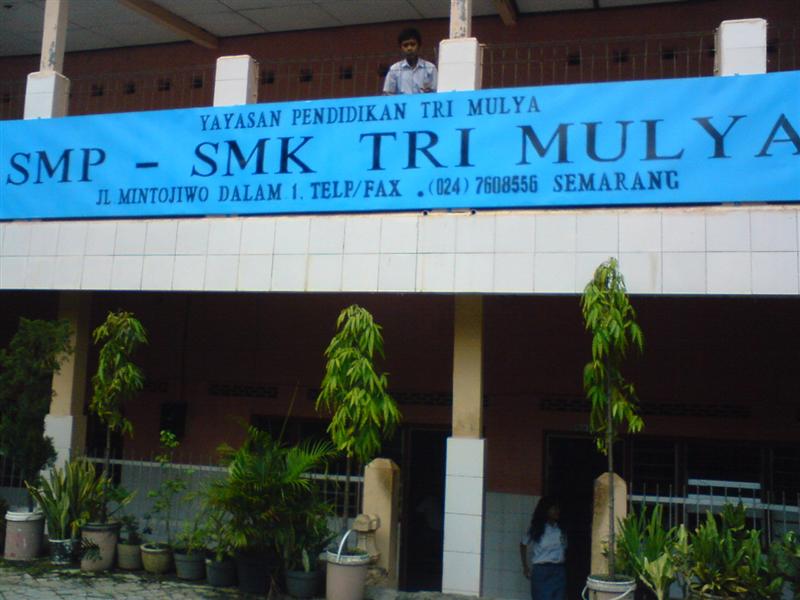 YAYASAN PENDIDIKAN TRI MULYA
SMP - SMK TRI MULYA
JL. MINTOJIWO DALAM 1. TELP/FAX . (024) 7608556 SEMARANG